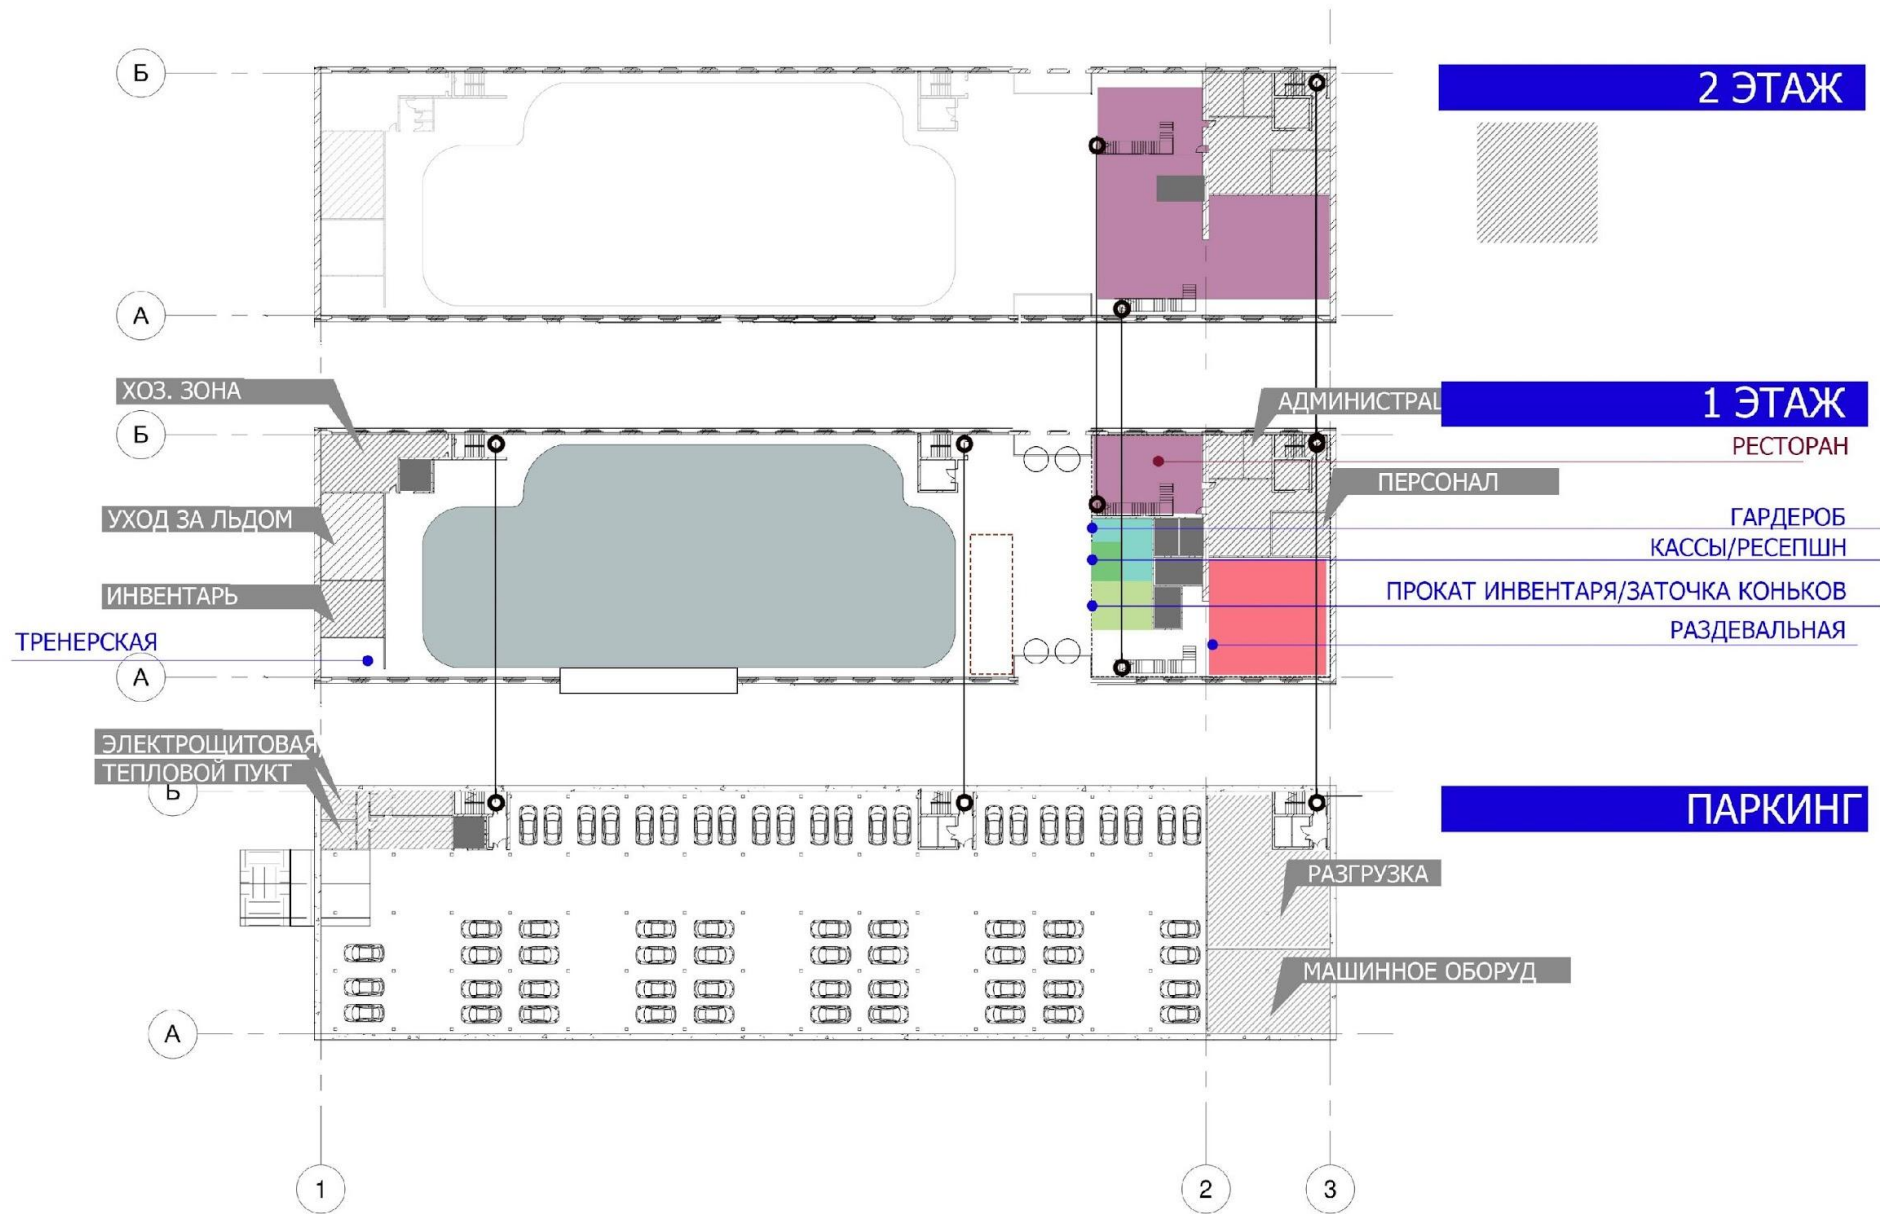 Б
2 ЭТАЖ
А
ХОЗ. ЗОНА
АДМИНИСТРАЦ
1 ЭТАЖ
Б
РЕСТОРАН
ПЕРСОНАЛ
УХОД ЗА ЛЬДОМ
ГАРДЕРОБ
КАССЫ/РЕСЕПШН
ИНВЕНТАРЬ
ПРОКАТ ИНВЕНТАРЯ/ЗАТОЧКА КОНЬКОВ
ТРЕНЕРСКАЯ
РАЗДЕВАЛЬНАЯ
А
ЭЛЕКТРОЩИТОВАЯ
ТЕПЛОВОЙ ПУКТ
Б
ПАРКИНГ
РАЗГРУЗКА
МАШИННОЕ ОБОРУД
А
1
2
3